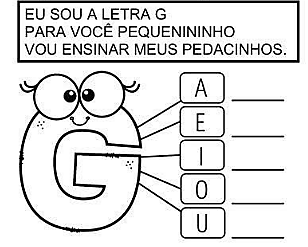 EU SOU A LETRA G
PARA VOCÊ PEQUENININHO
VOU ENSINAR MEUS PEDACINHOS.
G
A
E
I
O
U